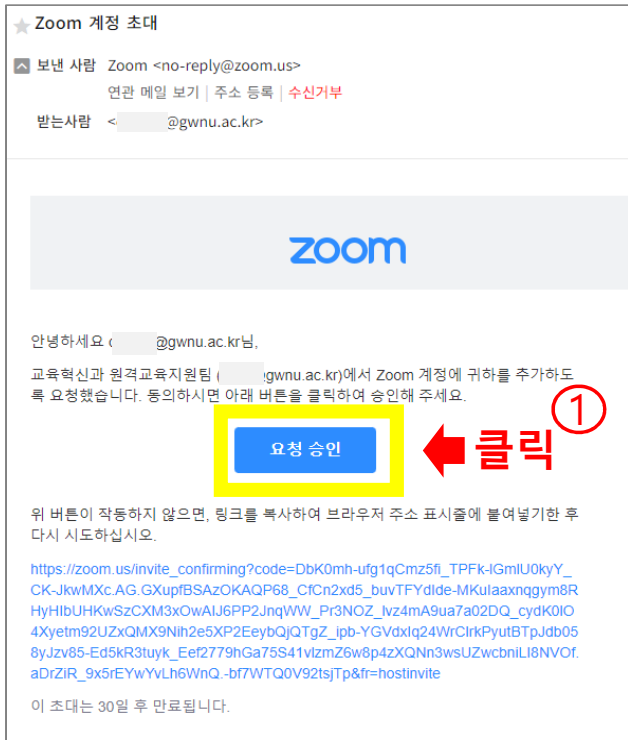 Zoom 계정 초대
보낸 사람 Zoom <no-reply@zoom.us>
연관 메일 보기 | 주소 등록 | 수신거부
받는사람 < @gwnu.ac.kr>
zoom
안녕하세요 @gwnu.ac.kr님,
교육혁신과 원격교육지원팀 ( gwnu.ac.kr)에서 Zoom 계정에 귀하를 추가하도
록 요청했습니다. 동의하시면 아래 버튼을 클릭하여 승인해 주세요.
①
요청 승인
클릭
위 버튼이 작동하지 않으면, 링크를 복사하여 브라우저 주소 표시줄에 붙여넣기한 후
다시 시도하십시오.
https://zoom.us/invite_confirming?code=DbK0mh-ufg1qCmz5fi_TPFk-IGmlU0kyY_
CK-JkwMXc.AG.GXupfBSAzOKAQP68_CfCn2xd5_buvTFYdIde-MKulaaxnqgym8R
HyHIbUHKwSzCXM3xOwAIJ6PP2JnqWW_Pr3NOZ_Ivz4mA9ua7a02DQ_cydK0IO
4Xyetm92UZxQMX9Nih2e5XP2EeybQjQTgZ_ipb-YGVdxIq24WrClrkPyutBTpJdb05
8yJzv85-Ed5kR3tuyk_Eef2779hGa75S41vlzmZ6w8p4zXQNn3wsUZwcbniLI8NVOf.
aDrZiR_9x5rEYwYvLh6WnQ.-bf7WTQ0V92tsjTp&fr=hostinvite
이 초대는 30일 후 만료됩니다.